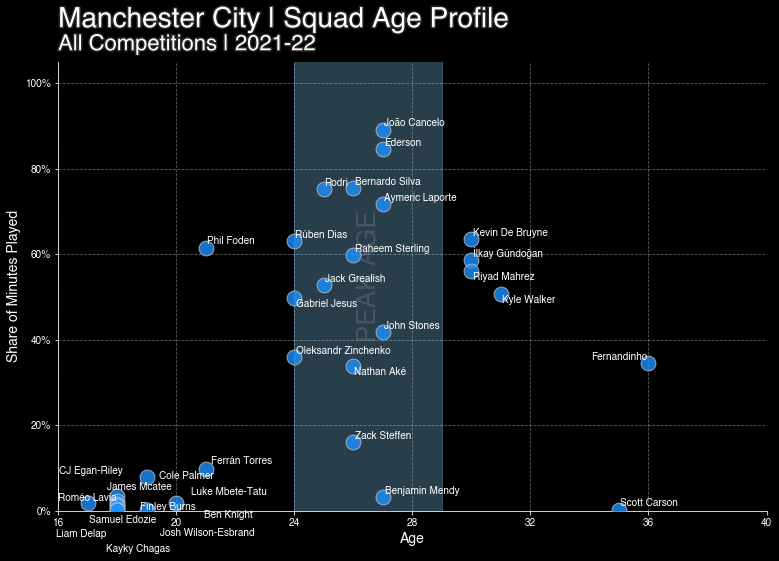 Manchester City | Squad Age Profile
All Competitions | 2021-22
100%
João Cancelo
Ederson
80%
Rodri
Bernardo Silva
Aymeric Laporte
Phil Foden
Rúben Dias
Kevin De Bruyne
60%
Raheem Sterling
Ilkay Gündoğan
Jack Grealish
Riyad Mahrez
Gabriel Jesus
Kyle Walker
PEAK AGE
John Stones
40%
Oleksandr Zinchenko
Nathan Aké
Fernandinho
20%
Zack Steffen
CJ Egan-Riley
Cole Palmer
Ferrán Torres
James Mcatee
Luke Mbete-Tatu
Benjamin Mendy
Roméo Lavia
Finley Burns
Scott Carson
0%
Samuel Edozie
Ben Knight
Liam Delap
Josh Wilson-Esbrand
Kayky Chagas
16
20
24
28
32
36
40
Age
Share of Minutes Played